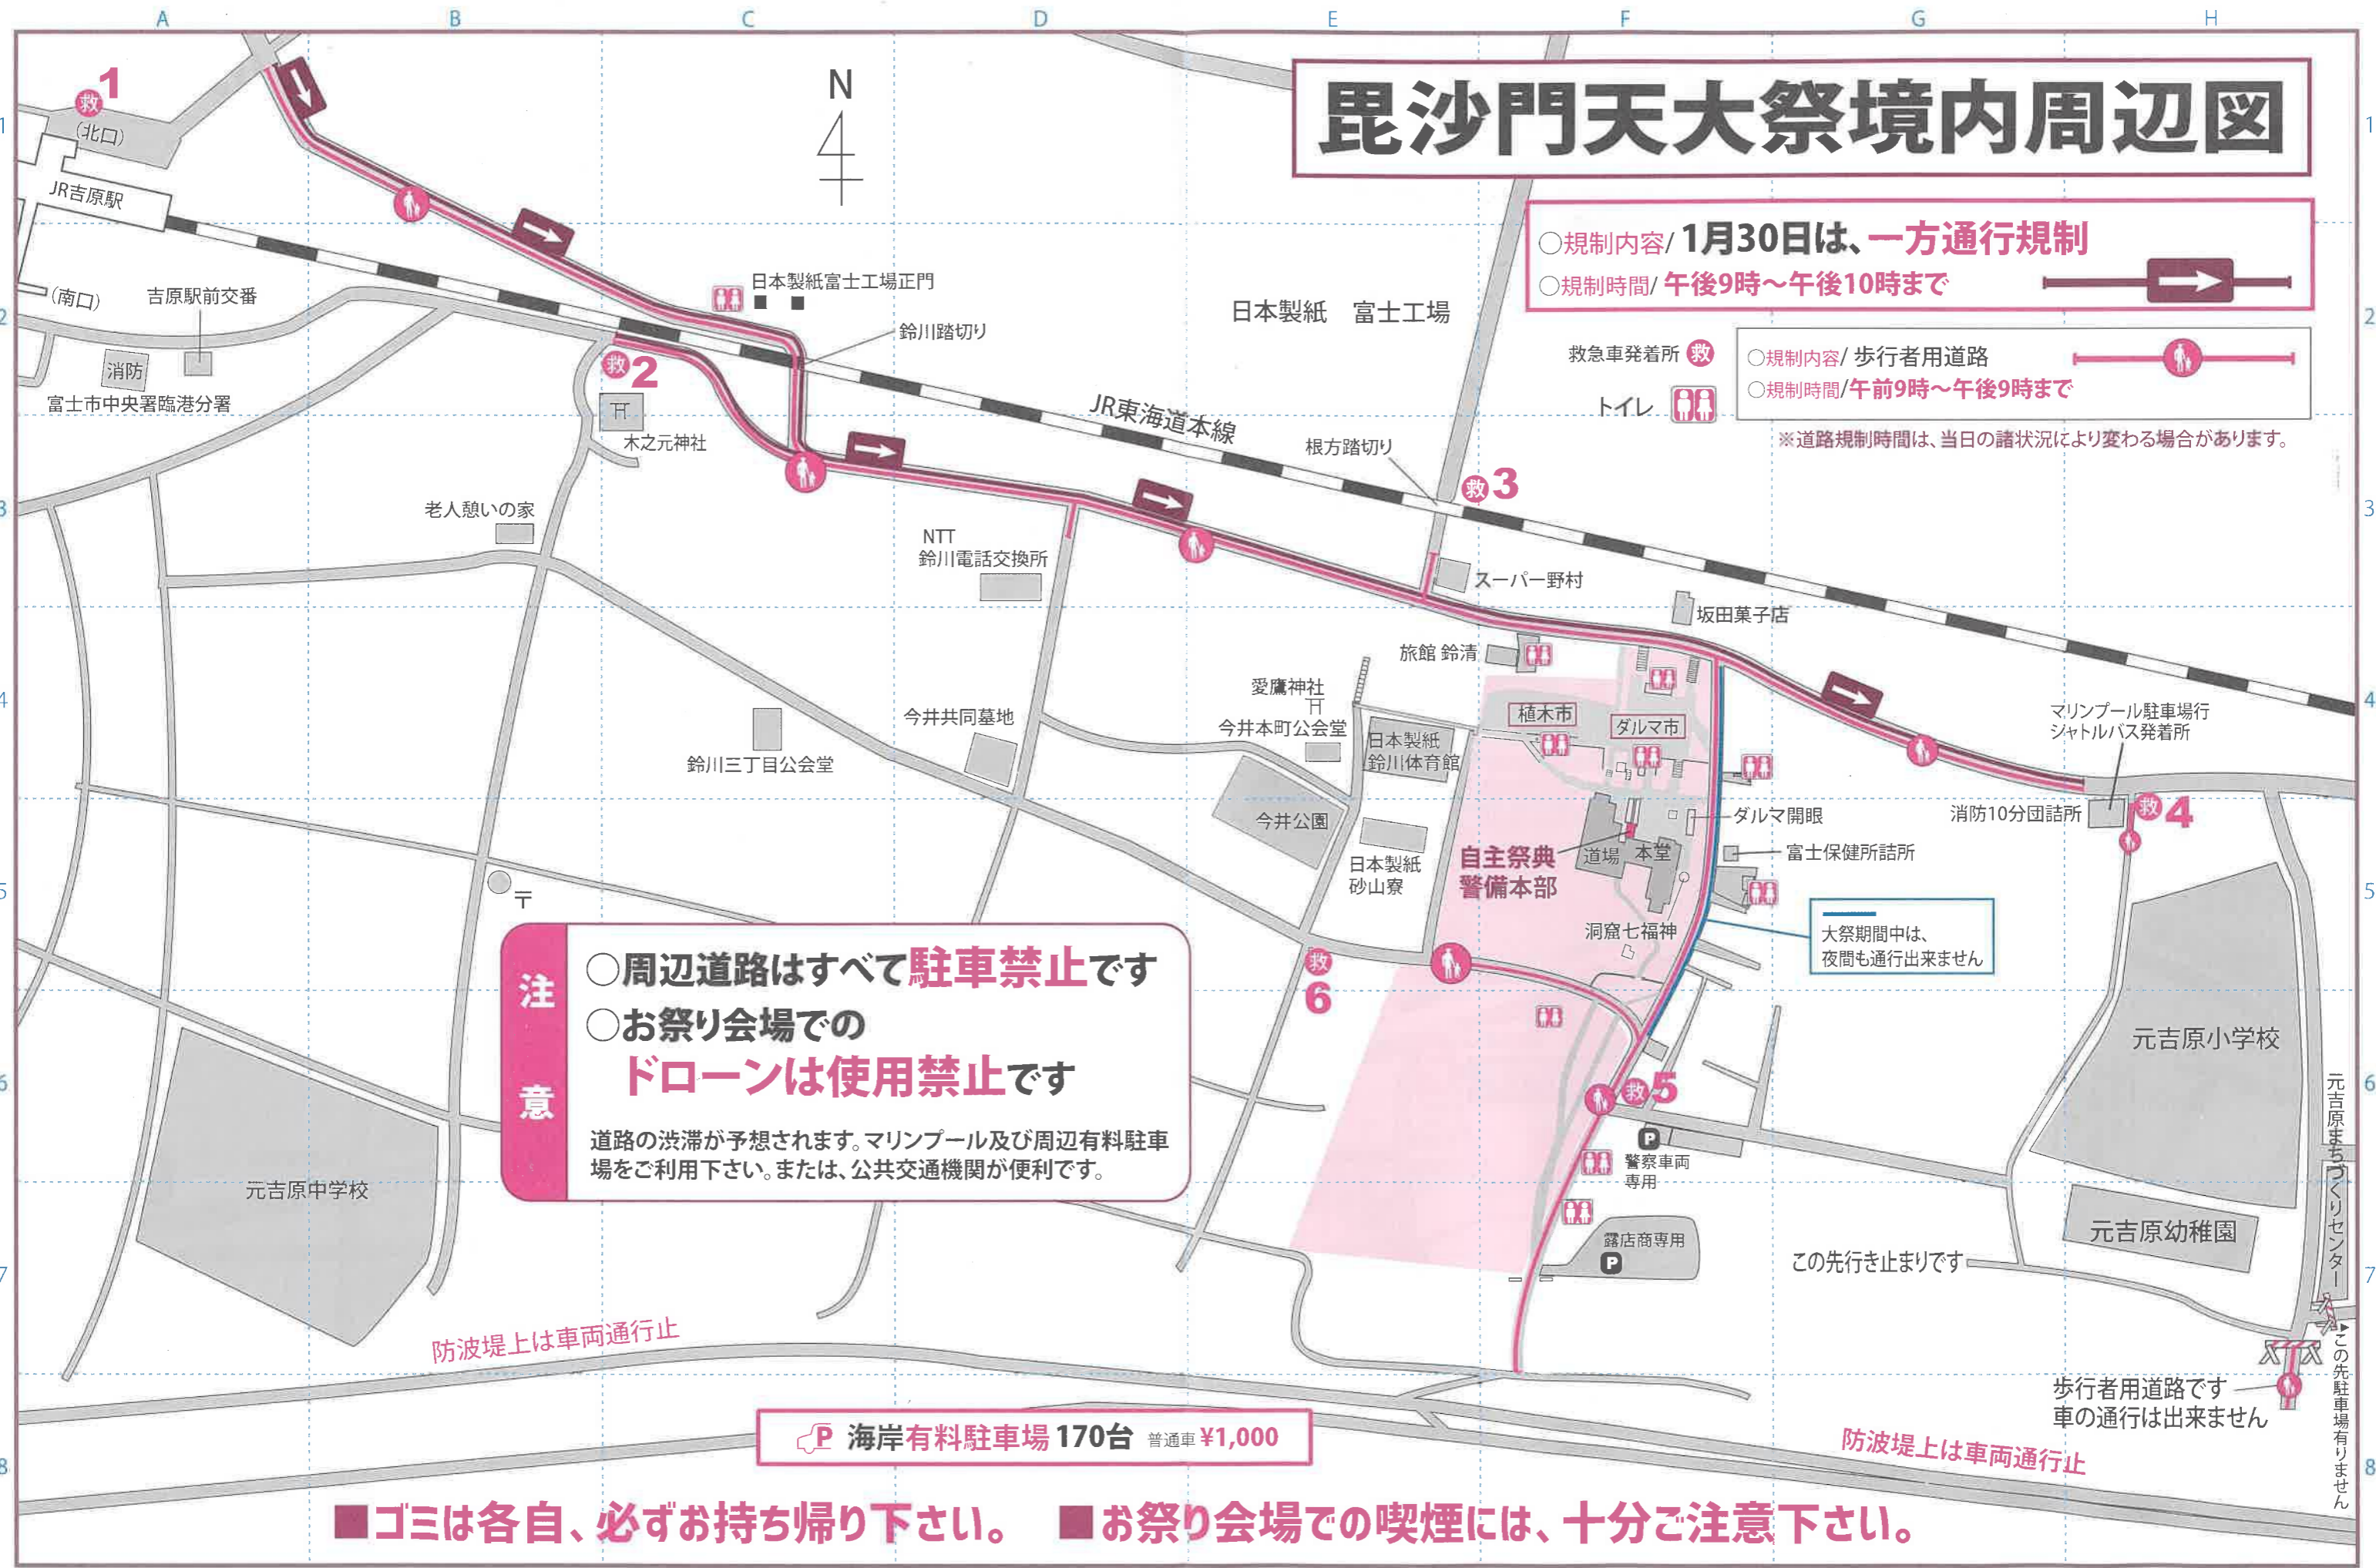 A B C D E F G H
毘沙門天大祭境内周辺図
○規制内容/ 1月30日は、一方通行規制
○規制時間/ 午後9時～午後10時まで
救急車発着所 救
トイレ
○規制内容/ 歩行者用道路
○規制時間/午前9時～午後9時まで
※道路規制時間は、当日の諸状況により変わる場合があります。
N
1
1
2
2
3
3
4
4
5
5
6
6
7
7
8
8
救 1
(北口)
JR吉原駅
(南口)
吉原駅前交番
消防
富士市中央署臨港分署
日本製紙富士工場正門
鈴川踏切り
日本製紙 富士工場
救 2
木之元神社
JR東海道本線
根方踏切り
救 3
老人憩いの家
NTT
鈴川電話交換所
スーパー野村
坂田菓子店
旅館 鈴清
愛鷹神社
今井本町公会堂
今井共同墓地
鈴川三丁目公会堂
日本製紙
鈴川体育館
植木市
ダルマ市
マリンプール駐車場行
シャトルバス発着所
消防10分団詰所
救 4
今井公園
日本製紙
砂山寮
自主祭典
警備本部
道場
本堂
ダルマ開眼
富士保健所詰所
洞窟七福神
大祭期間中は、
夜間も通行出来ません
〒
救
6
救 5
P
警察車両
専用
露店商専用
P
元吉原小学校
元吉原幼稚園
元吉原まちづくりセンター
この先行き止まりです
この先駐車場有りません
歩行者用道路です
車の通行は出来ません
元吉原中学校
注意
○周辺道路はすべて駐車禁止です
○お祭り会場での
ドローンは使用禁止です
道路の渋滞が予想されます。マリンプール及び周辺有料駐車
場をご利用下さい。または、公共交通機関が便利です。
防波堤上は車両通行止
P 海岸有料駐車場 170台 普通車 ¥1,000
防波堤上は車両通行止
■ゴミは各自、必ずお持ち帰り下さい。 ■お祭り会場での喫煙には、十分ご注意下さい。